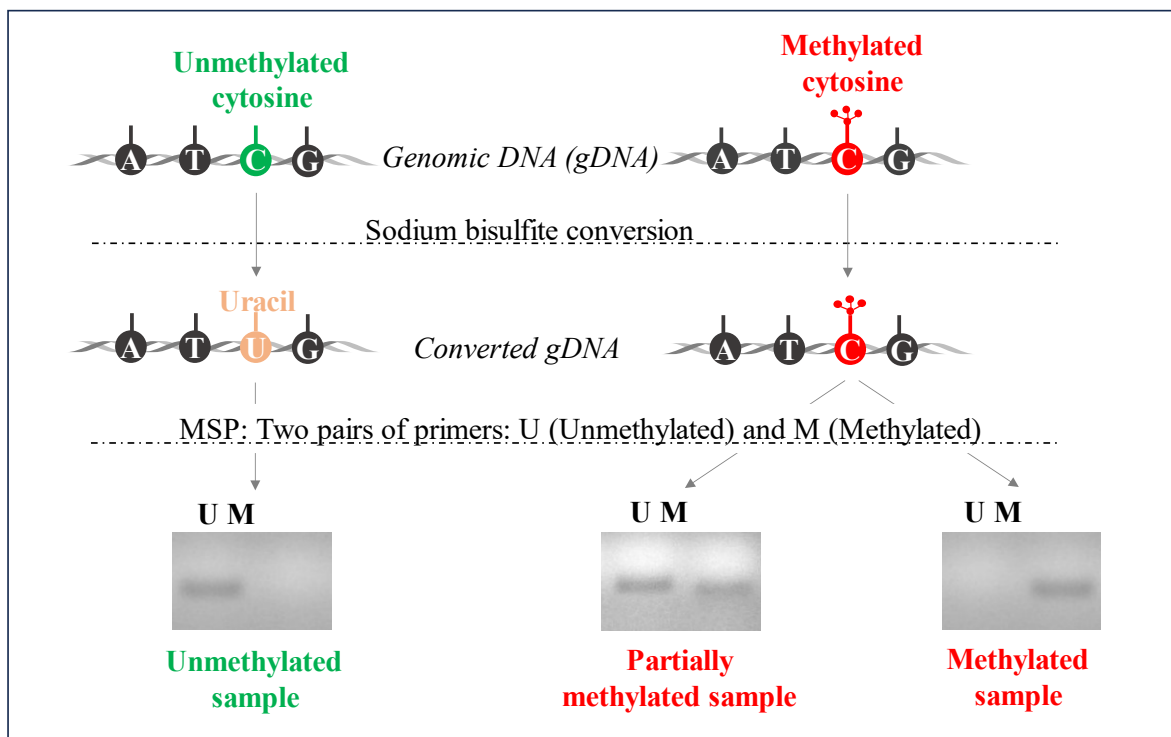 Unmethylated
cytosine
Methylated
cytosine
A T C G
Genomic DNA (gDNA)
A T C G
Sodium bisulfite conversion
Uracil
A T U G
Converted gDNA
A T C G
MSP: Two pairs of primers: U (Unmethylated) and M (Methylated)
U M
U M
U M
Unmethylated
sample
Partially
methylated sample
Methylated
sample